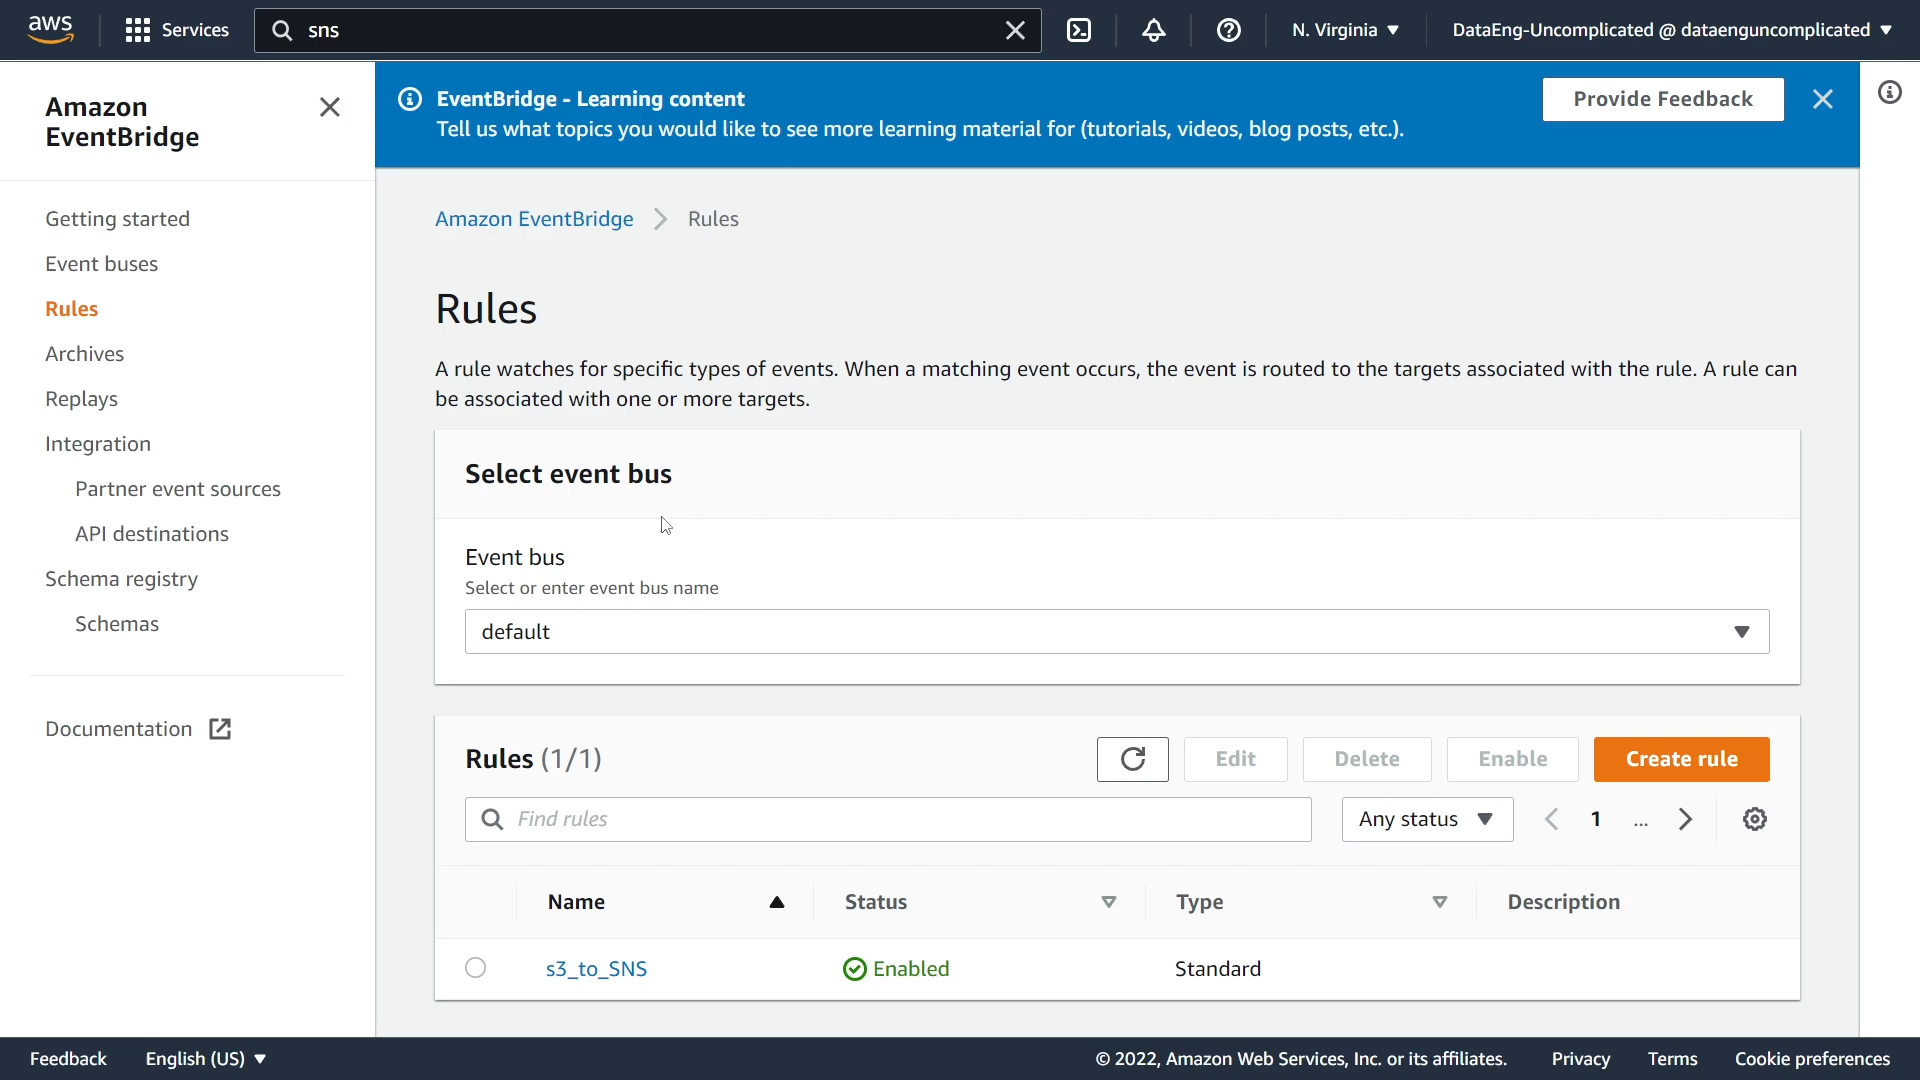 aws
Services
sns
N. Virginia
DataEng-Uncomplicated @ dataenguncomplicated
Amazon
EventBridge
Getting started
Event buses
Rules
Archives
Replays
Integration
Partner event sources
API destinations
Schema registry
Schemas
Documentation
EventBridge - Learning content
Tell us what topics you would like to see more learning material for (tutorials, videos, blog posts, etc.).
Provide Feedback
Amazon EventBridge > Rules
Rules
A rule watches for specific types of events. When a matching event occurs, the event is routed to the targets associated with the rule. A rule can
be associated with one or more targets.
Select event bus
Event bus
Select or enter event bus name
default
Rules (1/1)
Edit
Delete
Enable
Create rule
Find rules
Any status
1 ...
Name Status Type Description
s3_to_SNS Enabled Standard
Feedback
English (US)
© 2022, Amazon Web Services, Inc. or its affiliates.
Privacy
Terms
Cookie preferences